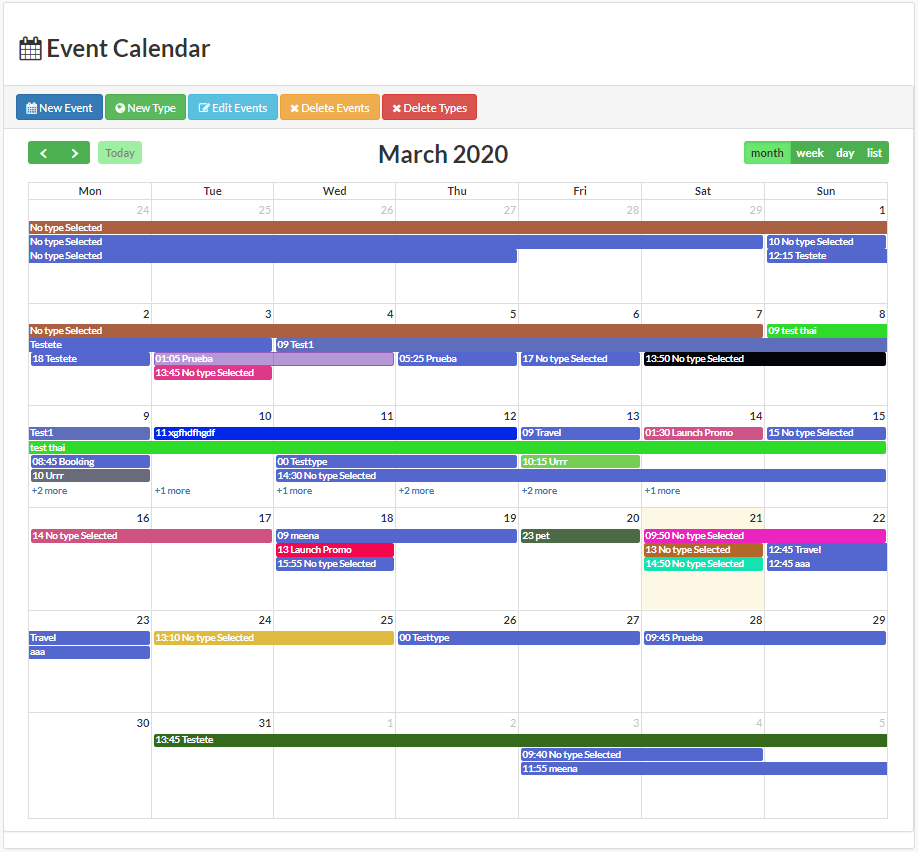 Event Calendar
New Event New Type Edit Events Delete Events Delete Types
Today March 2020 month week day list
Mon Tue Wed Thu Fri Sat Sun
24 25 26 27 28 29 1
No type Selected
No type Selected 10 No type Selected
No type Selected 12:15 Testete
2 3 4 5 6 7 8
No type Selected 09 test thai
Testete 09 Test1
18 Testete 01:05 Prueba 05:25 Prueba 17 No type Selected 13:50 No type Selected
13:45 No type Selected
9 10 11 12 13 14 15
Test1 11 xgfhdfhgdf 09 Travel 01:30 Launch Promo 15 No type Selected
test thai
08:45 Booking 00 Testtype 10:15 Urrr
10 Urrr 14:30 No type Selected
+2 more +1 more +1 more +2 more +2 more +1 more
16 17 18 19 20 21 22
14 No type Selected 09 meena 23 pet 09:50 No type Selected
13 Launch Promo 13 No type Selected 12:45 Travel
15:55 No type Selected 14:50 No type Selected 12:45 aaa
23 24 25 26 27 28 29
Travel 13:10 No type Selected 00 Testtype 09:45 Prueba
aaa
30 31 1 2 3 4 5
13:45 Testete
09:40 No type Selected
11:55 meena